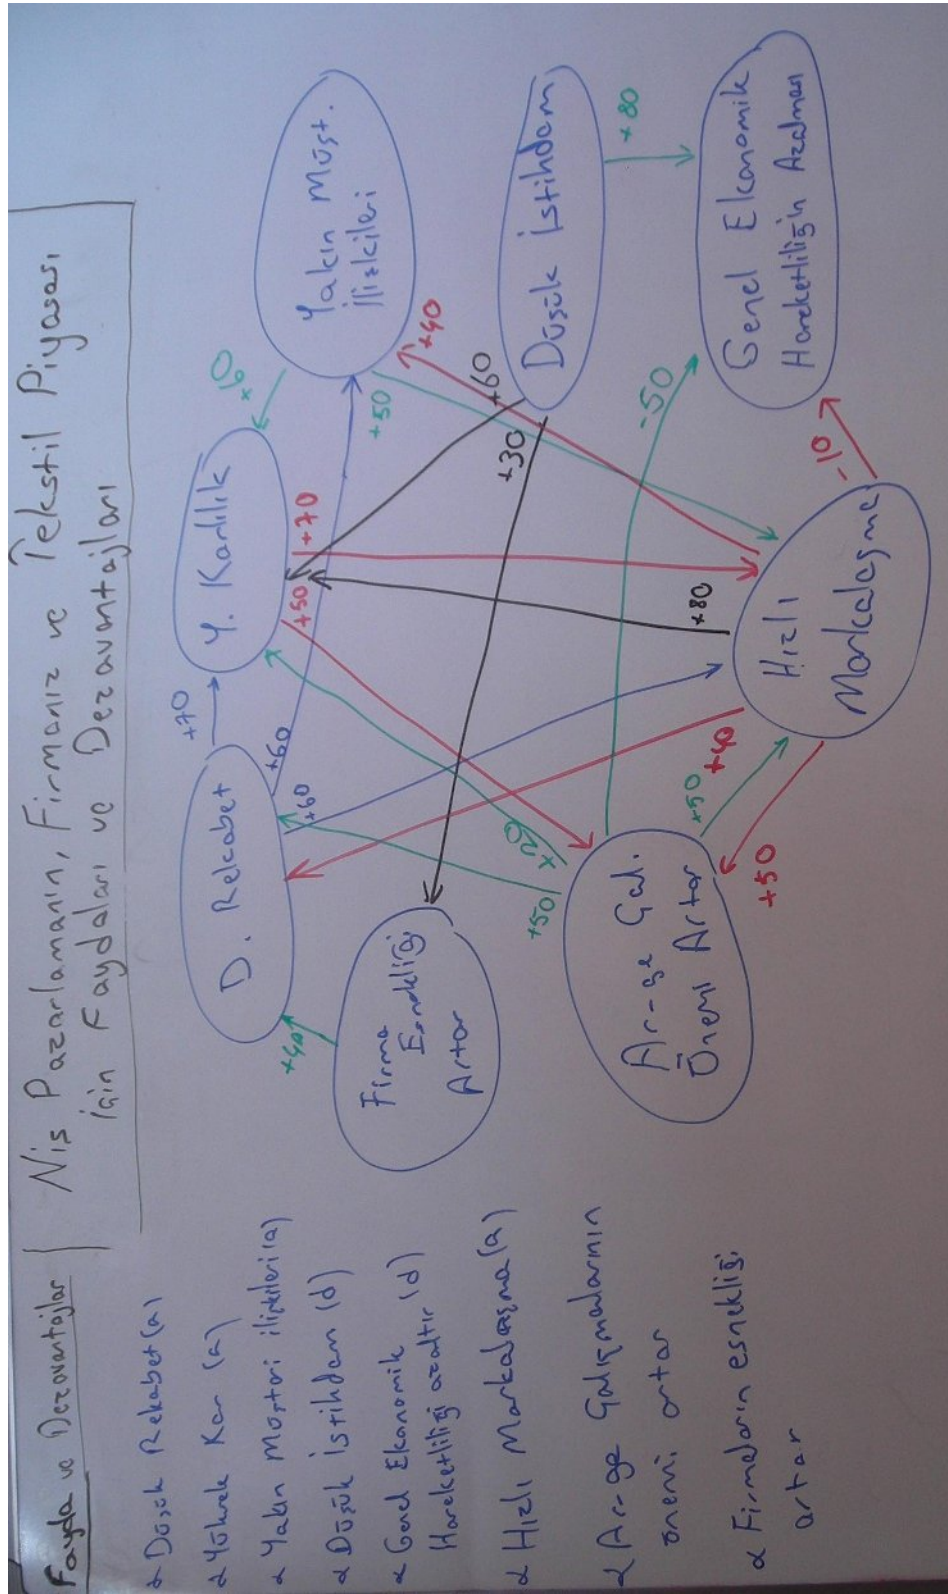 Fayda ve Dezavantajlar
Nis Pazarlamanın, Firmanız ve Tekstil Piyasası
için Faydaları ve Dezavantajları
Düşük Rekabet (a)
Yüksek Kar (a)
Yakın Müşteri ilişkileri (a)
Düşük İstihdam (d)
Genel Ekonomik
Hareketliliği azaltır (d)
Hızlı Markalaşma (a)
Ar-ge Çalışmalarının
önemi artar
Firmaların esnekliği
artar
D. Rekabet
+70
Y. Karlılık
+60
Yakın Müşt.
İlişkileri
+60
+60
+50
+70
+50
+40
+40
Firma
Esnekliği
Artar
+30
+60
Düşük İstihdam
+80
+50
+20
Ar-ge Çal.
Önemi Artar
-50
Genel Ekonomik
Hareketliliğin Azalması
+40
+50
+80
-10
+50
Hızlı
Markalaşma